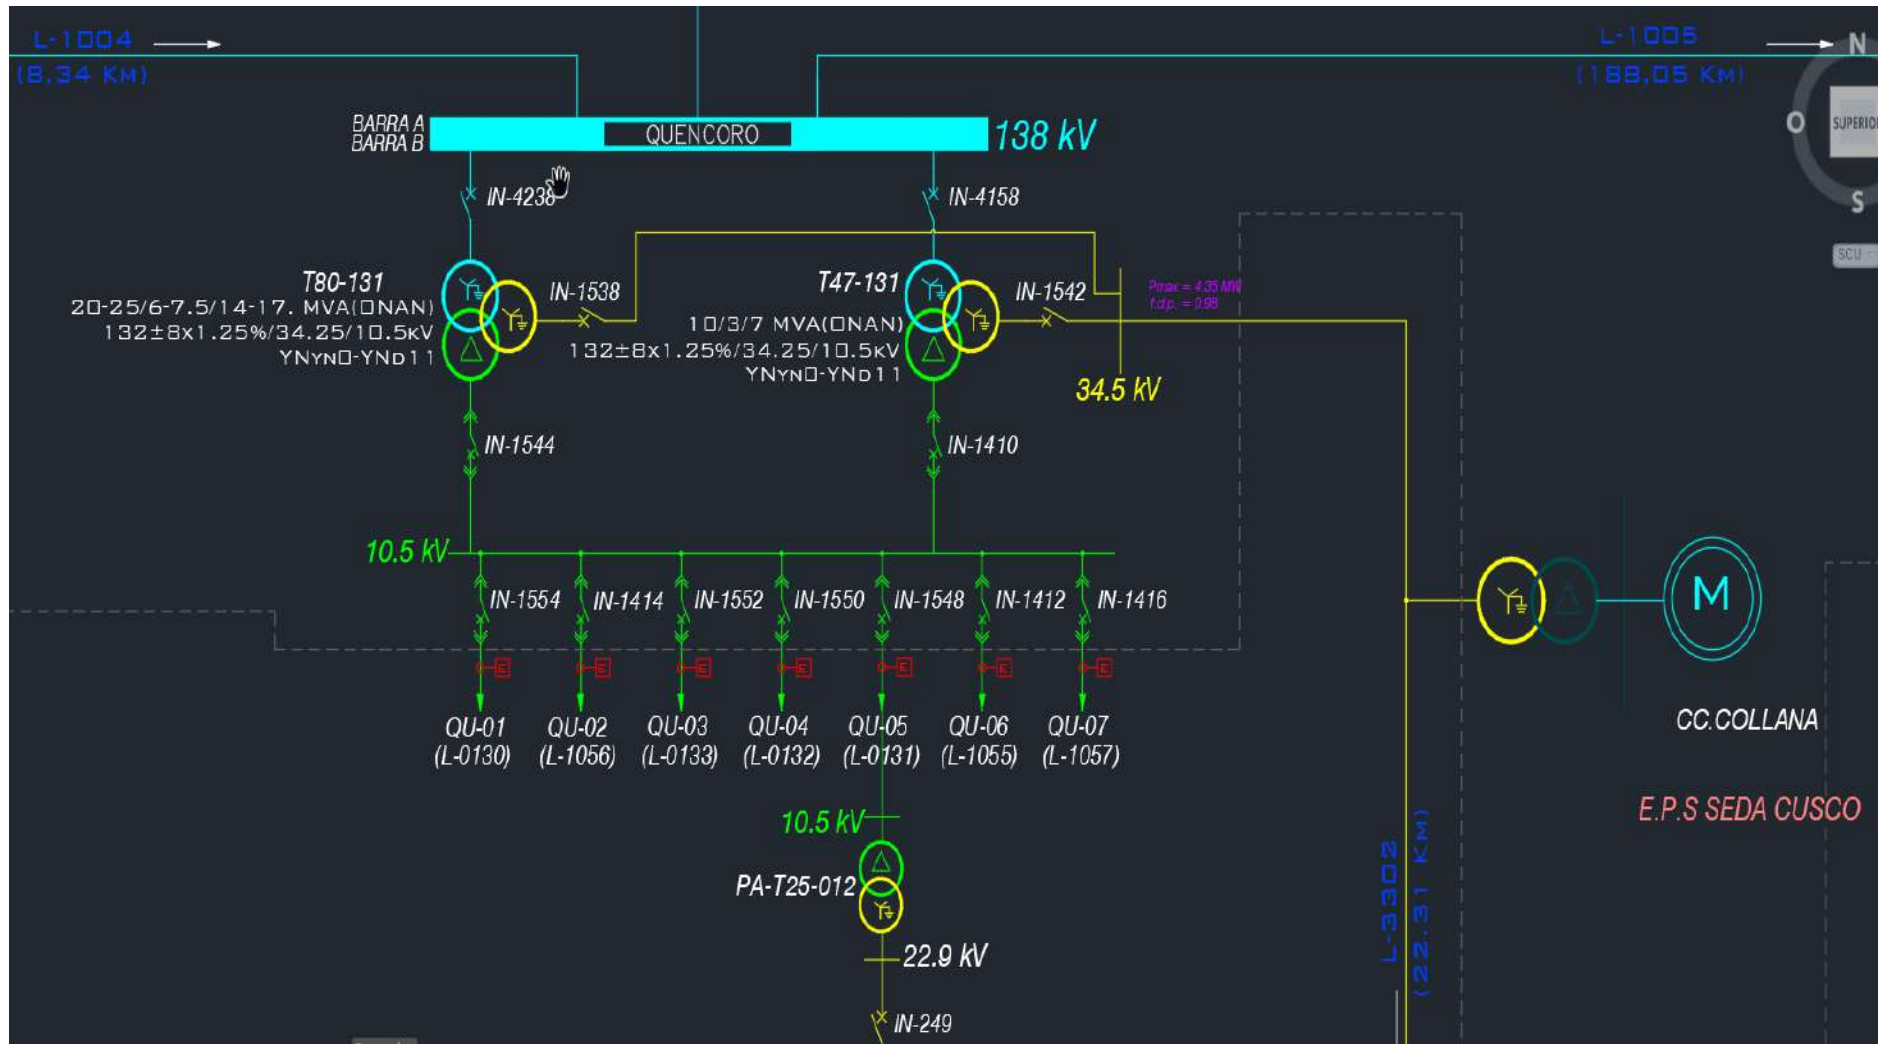 L-1004
(8.34 KM)
L-1005
(188.05 KM)
N
O
SUPERIOR
S
SCU
BARRA A
BARRA B
QUENCORO
138 kV
IN-4238
IN-4158
T80-131
20-25/6-7.5/14-17. MVA(ONAN)
132±8x1.25%/34.25/10.5kV
YNYN0-YND11
IN-1538
T47-131
10/3/7 MVA(ONAN)
132±8x1.25%/34.25/10.5kV
YNYN0-YND11
IN-1542
Pmax = 4.35 MW
f.d.p. = 0.98
34.5 kV
IN-1544
IN-1410
10.5 kV
IN-1554
IN-1414
IN-1552
IN-1550
IN-1548
IN-1412
IN-1416
E
E
E
E
E
E
E
QU-01
(L-0130)
QU-02
(L-1056)
QU-03
(L-0133)
QU-04
(L-0132)
QU-05
(L-0131)
QU-06
(L-1055)
QU-07
(L-1057)
10.5 kV
PA-T25-012
22.9 kV
IN-249
L-3302
(22.31 KM)
M
CC.COLLANA
E.P.S SEDA CUSCO